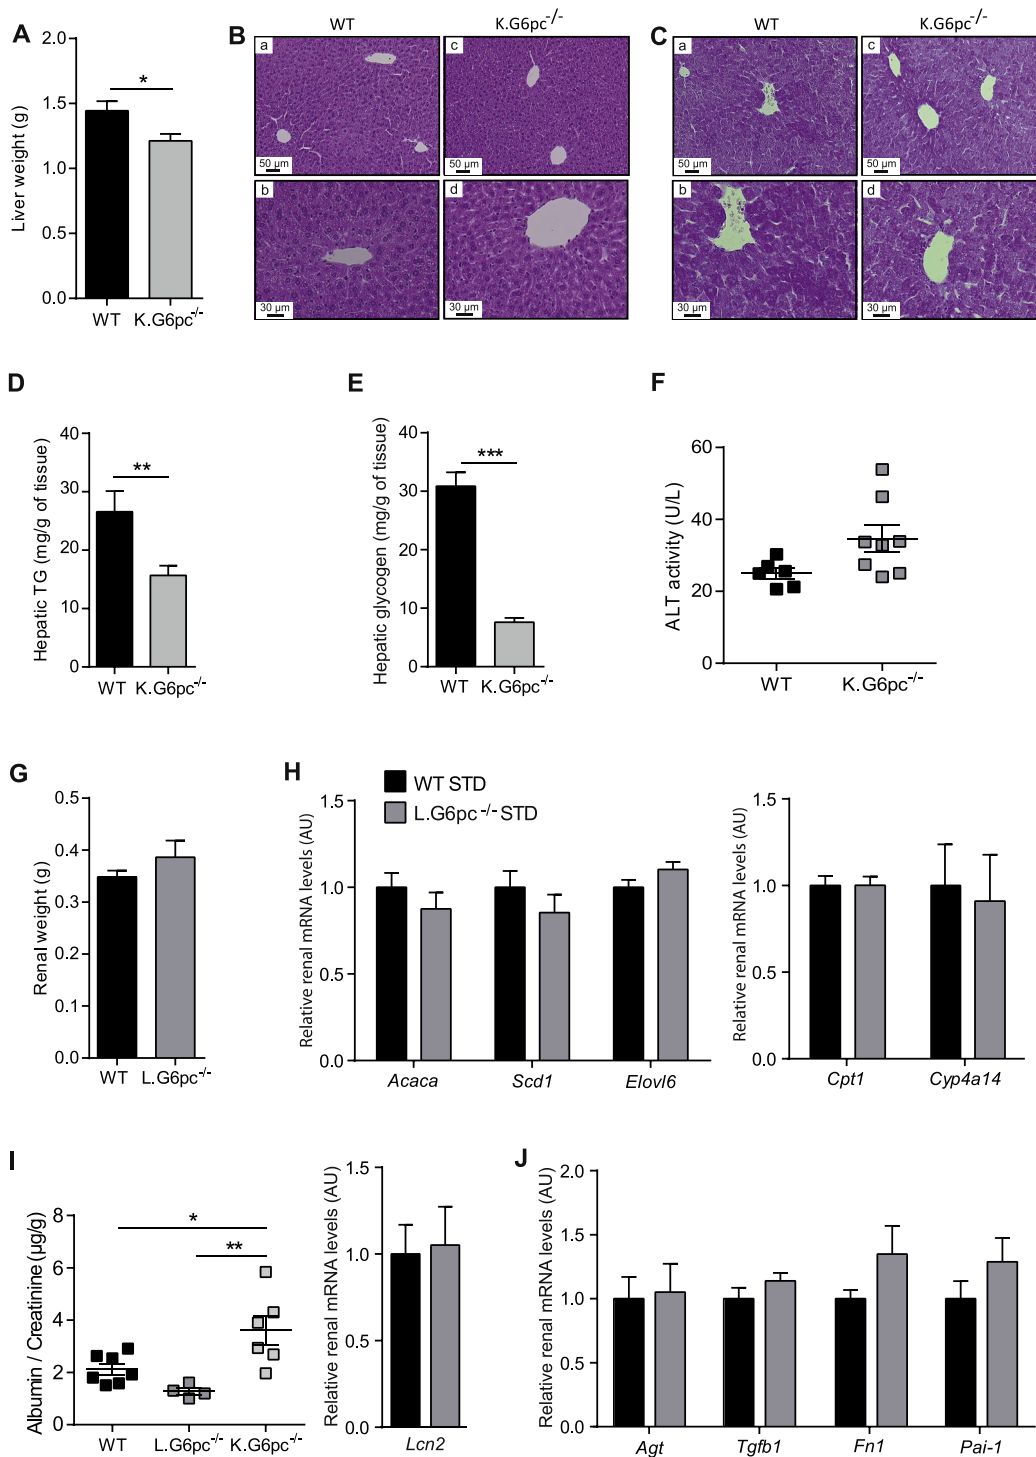 A
Liver weight (g)
2.0
1.5
1.0
0.5
0.0
*
WT K.G6pc-/-
B
WT K.G6pc-/-
a
50 µm
c
50 µm
b
30 µm
d
30 µm
C
WT K.G6pc-/-
a
50 µm
c
50 µm
b
30 µm
d
30 µm
D
Hepatic TG (mg/g of tissue)
40
30
20
10
0
**
WT K.G6pc-/-
E
Hepatic glycogen (mg/g of tissue)
40
30
20
10
0
***
WT K.G6pc-/-
F
ALT activity (U/L)
60
40
20
0
WT K.G6pc-/-
G
Renal weight (g)
0.5
0.4
0.3
0.2
0.1
0.0
WT L.G6pc-/-
H
WT STD
L.G6pc-/- STD
Relative renal mRNA levels (AU)
1.5
1.0
0.5
0.0
Acaca Scd1 Elovl6
Relative renal mRNA levels (AU)
1.5
1.0
0.5
0.0
Cpt1 Cyp4a14
I
Albumin / Creatinine (µg/g)
8
6
4
2
0
*
**
WT L.G6pc-/- K.G6pc-/-
Relative renal mRNA levels (AU)
1.5
1.0
0.5
0.0
Lcn2
J
Relative renal mRNA levels (AU)
2.0
1.5
1.0
0.5
0.0
Agt Tgfb1 Fn1 Pai-1